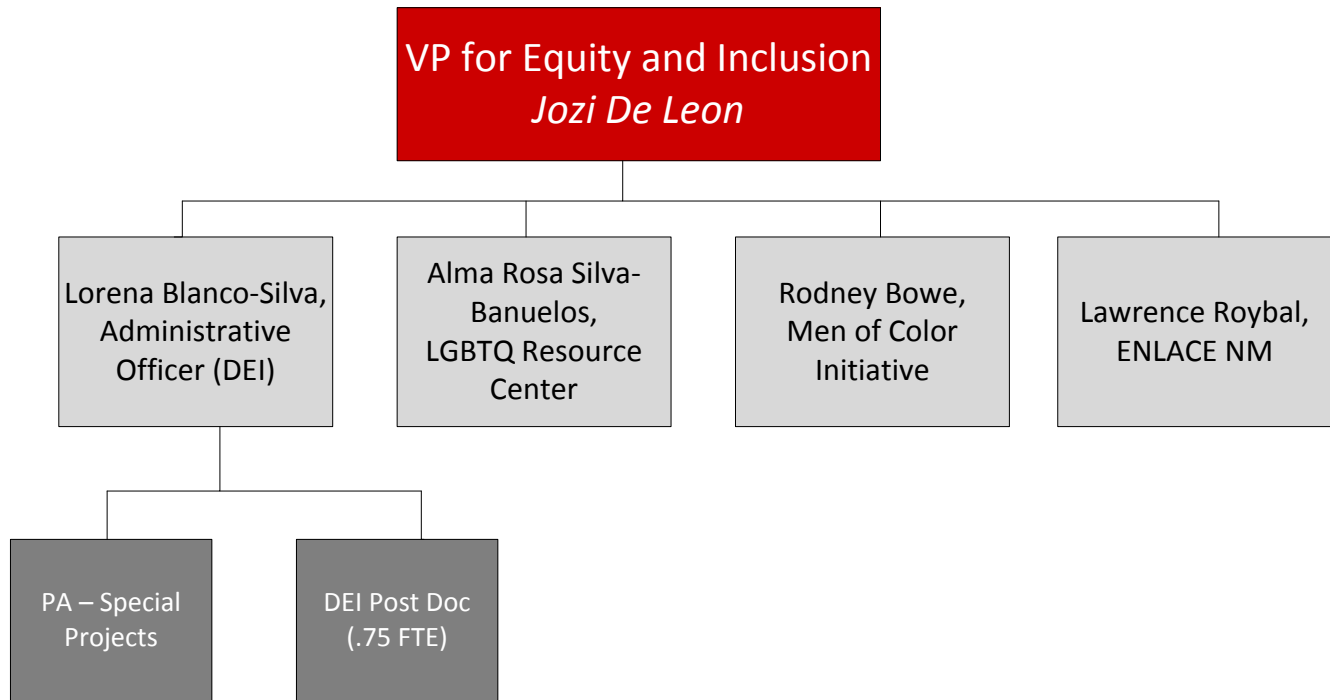 VP for Equity and Inclusion
Jozi De Leon
Lorena Blanco-Silva,
Administrative
Officer (DEI)
Alma Rosa Silva-
Banuelos,
LGBTQ Resource
Center
Rodney Bowe,
Men of Color
Initiative
Lawrence Roybal,
ENLACE NM
PA – Special
Projects
DEI Post Doc
(.75 FTE)